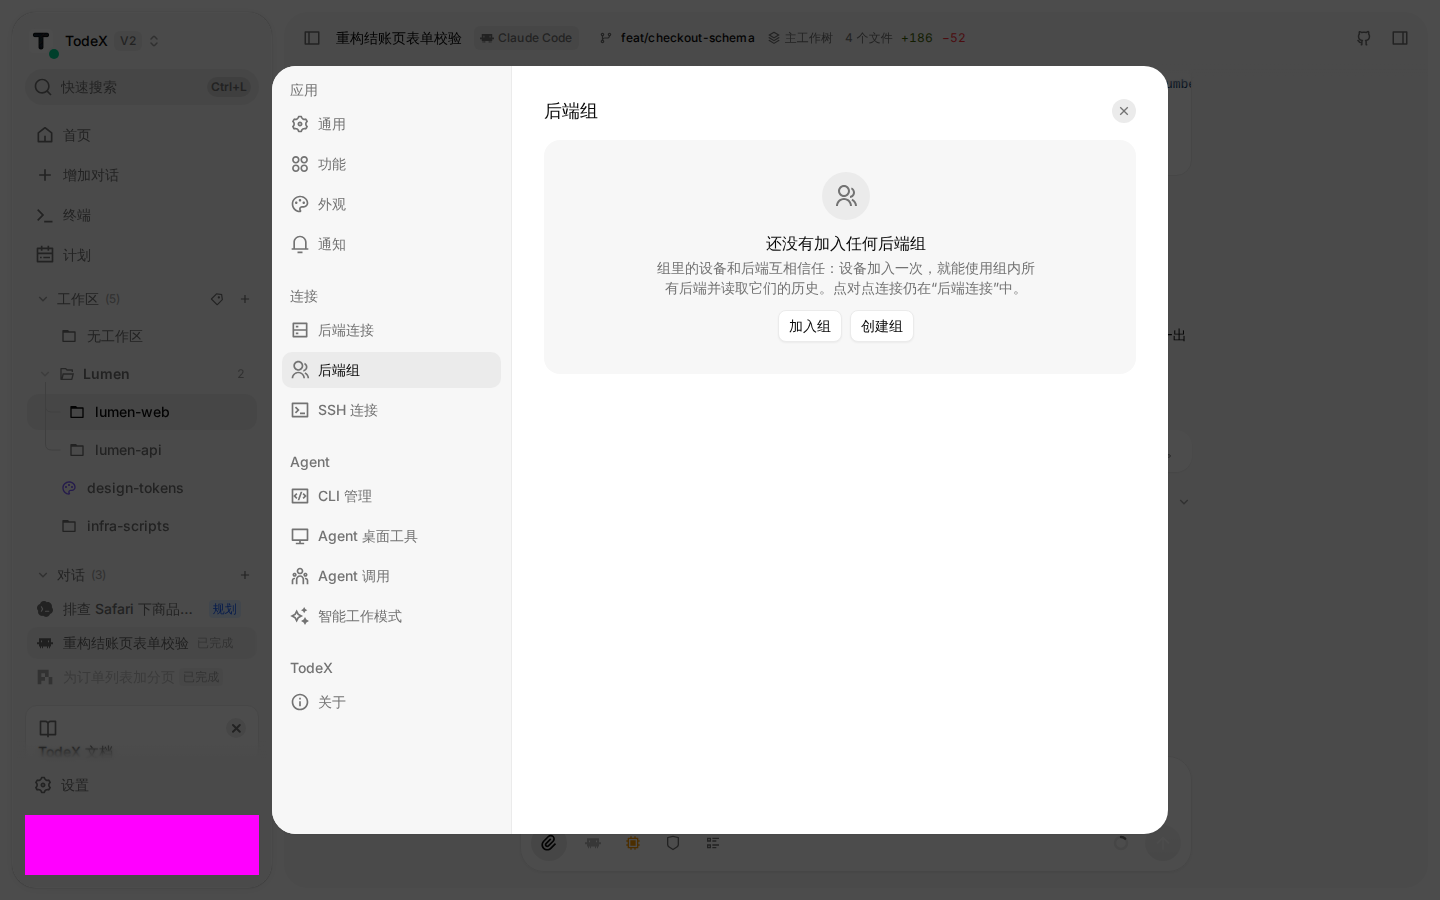 TodeX V2
快速搜索 Ctrl+L
首页
增加对话
终端
计划
工作区 (5)
无工作区
Lumen 2
lumen-web
lumen-api
design-tokens
infra-scripts
对话 (3)
排查 Safari 下商品... 规划
重构结账页表单校验 已完成
为订单列表加分页 已完成
TodeX 文档
设置
重构结账页表单校验 Claude Code feat/checkout-schema 主工作树 4 个文件 +186 −52
应用
通用
功能
外观
通知
连接
后端连接
后端组
SSH 连接
Agent
CLI 管理
Agent 桌面工具
Agent 调用
智能工作模式
TodeX
关于
后端组
还没有加入任何后端组
组里的设备和后端互相信任：设备加入一次，就能使用组内所
有后端并读取它们的历史。点对点连接仍在“后端连接”中。
加入组 创建组